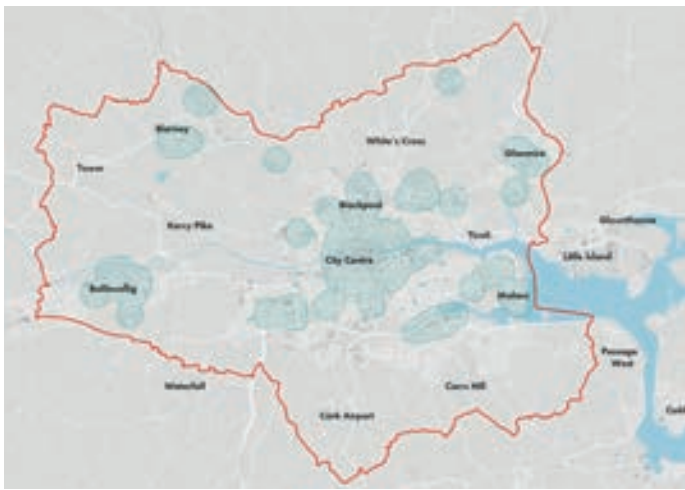 Blarney
White's Cross
Glanmire
Tower
Blackpool
Glounthaune
Kerry Pike
Tivoli
Little Island
City Centre
Ballincollig
Mahon
Passage
West
Waterfall
Carrs Hill
Cork Airport